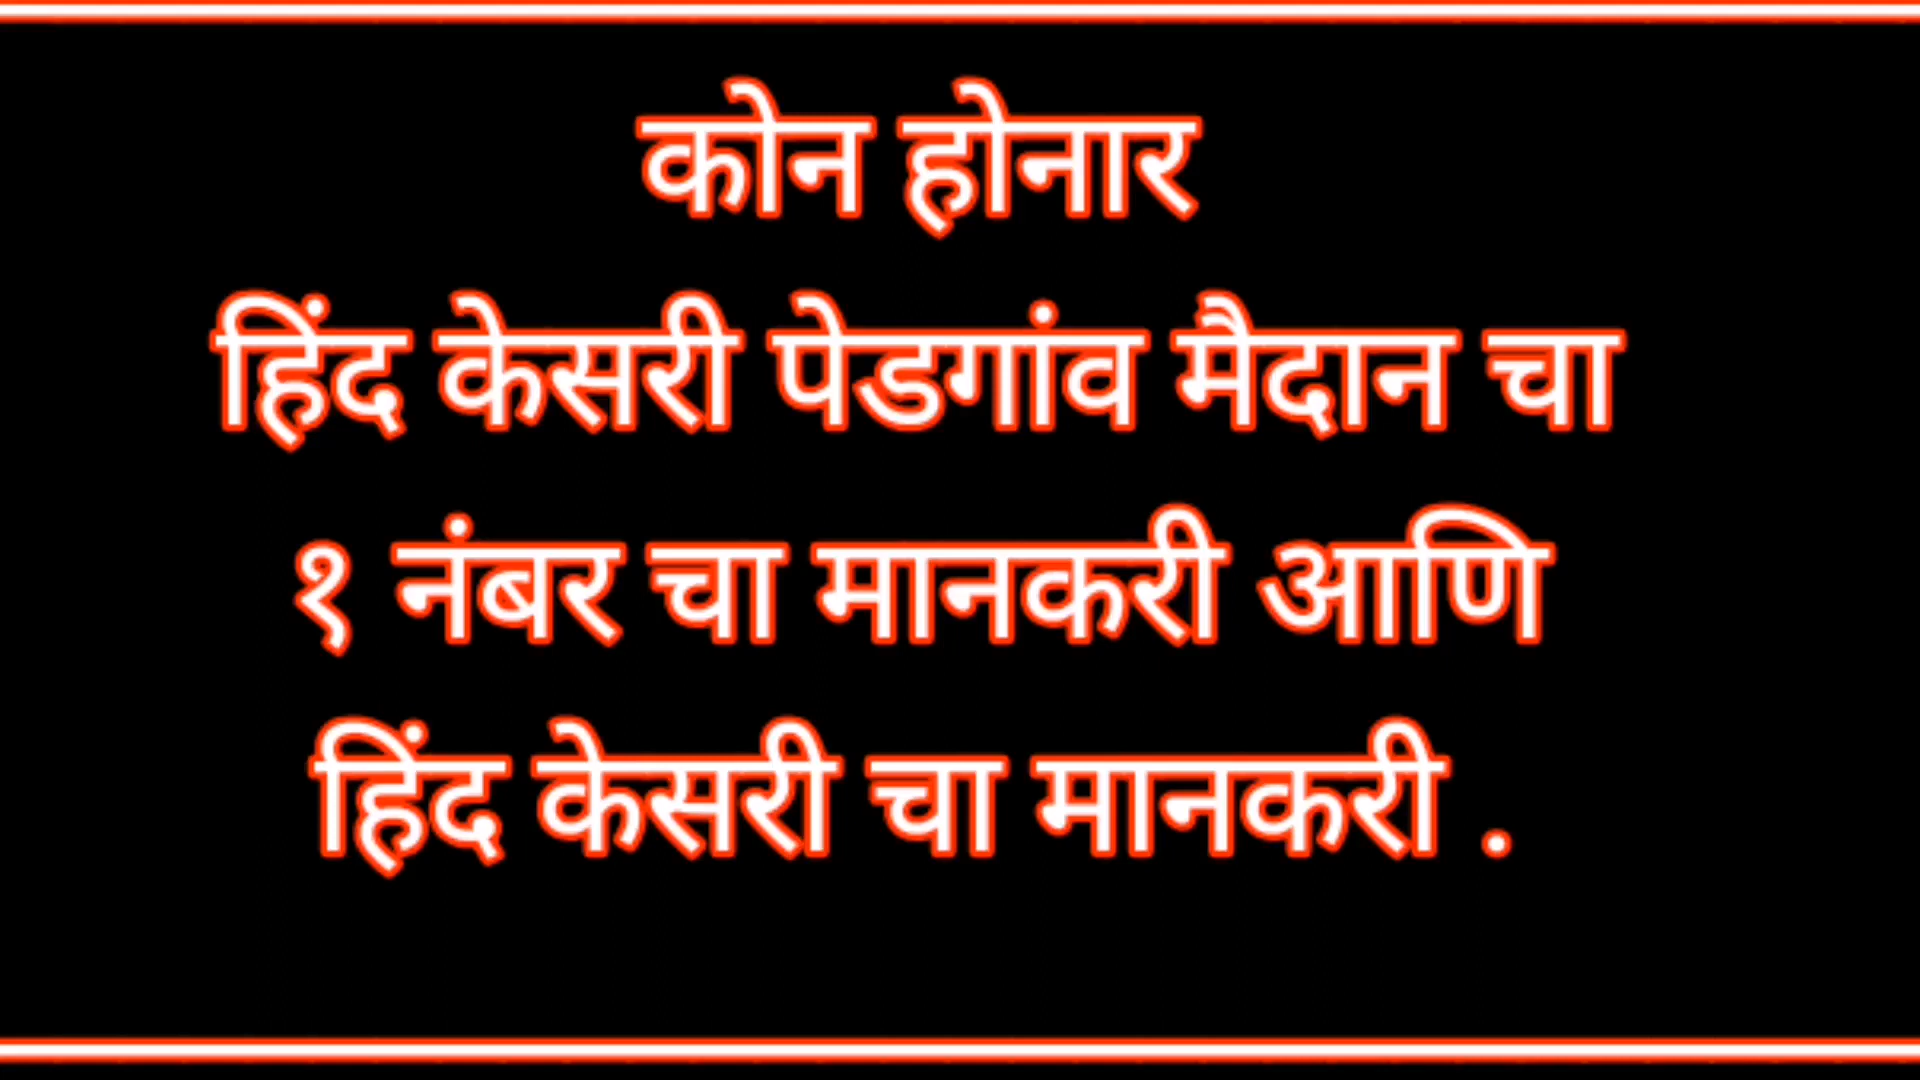 कोन होनार
हिंद केसरी पेडगांव मैदान चा
१ नंबर चा मानकरी आणि
हिंद केसरी चा मानकरी .